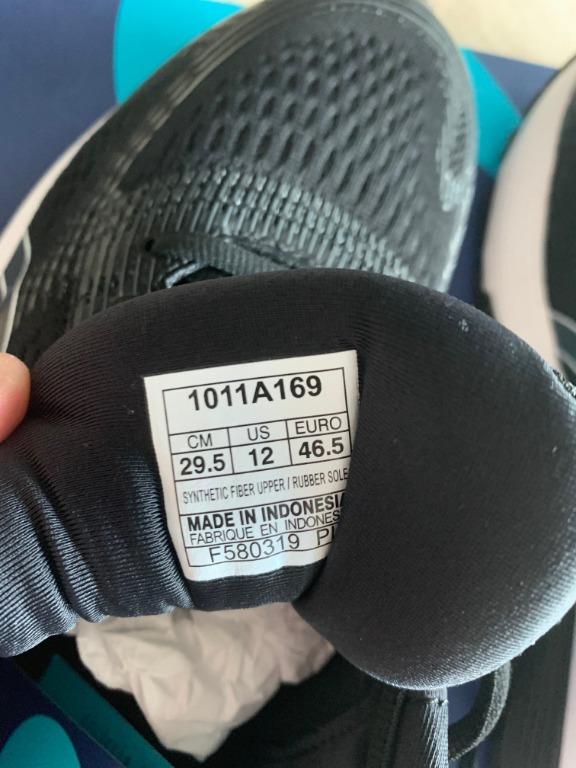 1011A169
CM US EURO
29.5 12 46.5
SYNTHETIC FIBER UPPER / RUBBER SOLE
MADE IN INDONESIA
FABRIQUE EN INDONES
F580319